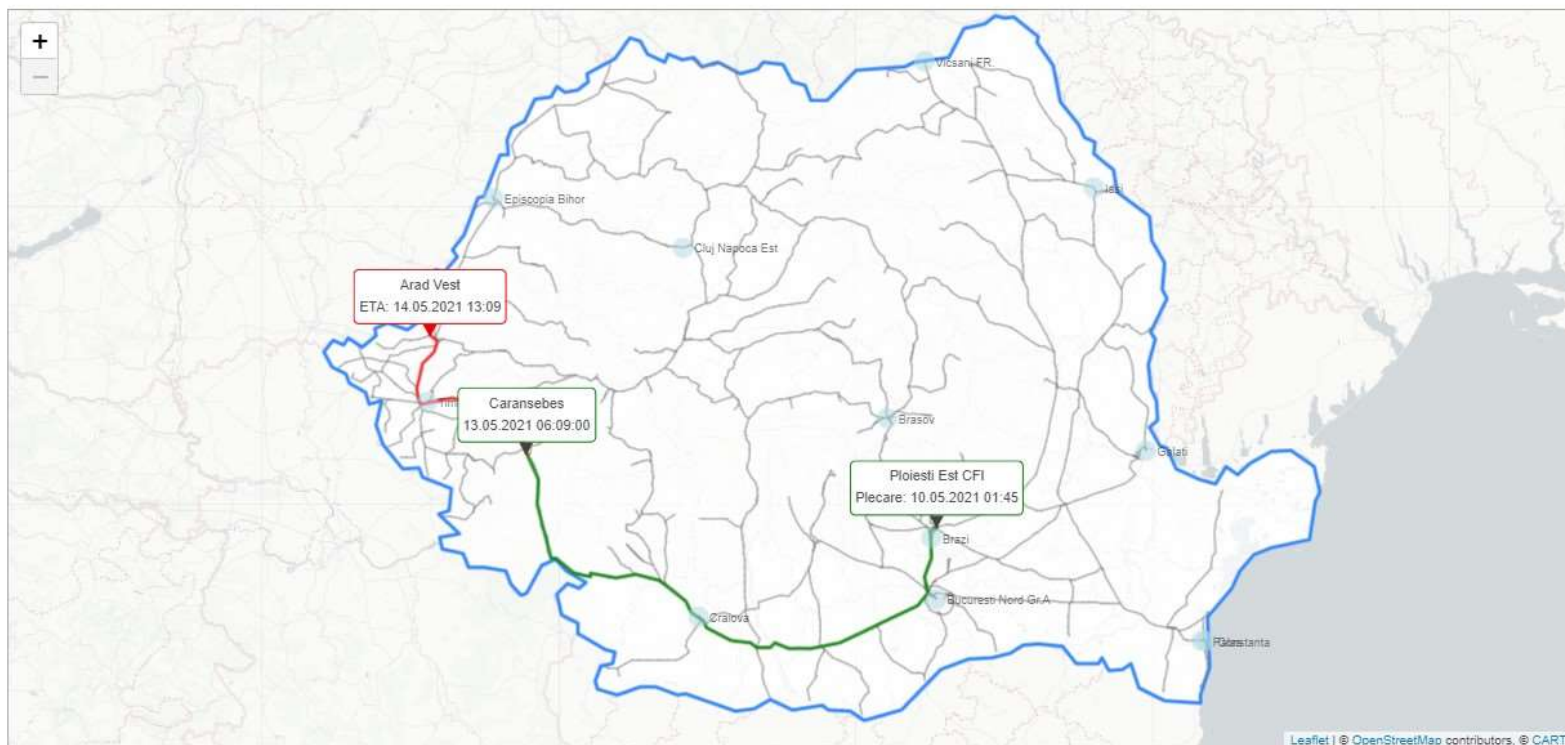 +
−
Vicsani FR.
Iasi
Episcopia Bihor
Cluj Napoca Est
Arad Vest
ETA: 14.05.2021 13:09
Caransebes
13.05.2021 06:09:00
Brasov
Galati
Ploiesti Est CFI
Plecare: 10.05.2021 01:45
Brazi
Bucuresti Nord Gr.A
Craiova
Constanta
Leaflet | © OpenStreetMap contributors, © CART